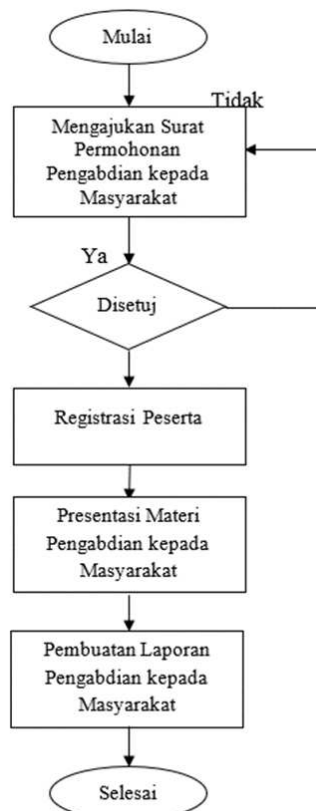 Mulai
Tidak
Mengajukan Surat
Permohonan
Pengabdian kepada
Masyarakat
Ya
Disetuj
Registrasi Peserta
Presentasi Materi
Pengabdian kepada
Masyarakat
Pembuatan Laporan
Pengabdian kepada
Masyarakat
Selesai